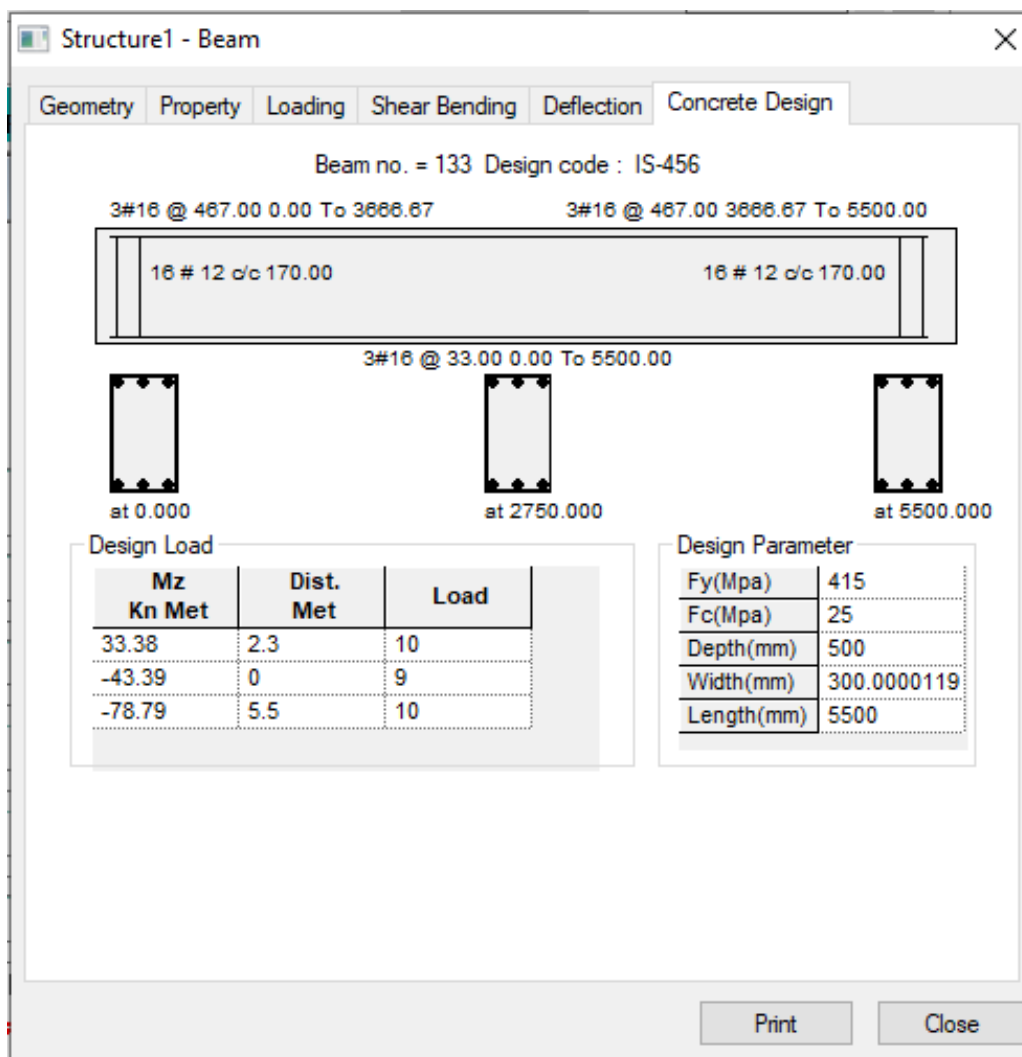 Structure1 - Beam
Geometry Property Loading Shear Bending Deflection Concrete Design
Beam no. = 133 Design code : IS-456
3#16 @ 467.00 0.00 To 3666.67 3#16 @ 467.00 3666.67 To 5500.00
16 # 12 c/c 170.00 16 # 12 c/c 170.00
3#16 @ 33.00 0.00 To 5500.00
at 0.000 at 2750.000 at 5500.000
Design Load
Mz Dist. Load
Kn Met Met
33.38 2.3 10
-43.39 0 9
-78.79 5.5 10
Design Parameter
Fy(Mpa) 415
Fc(Mpa) 25
Depth(mm) 500
Width(mm) 300.0000119
Length(mm) 5500
Print Close